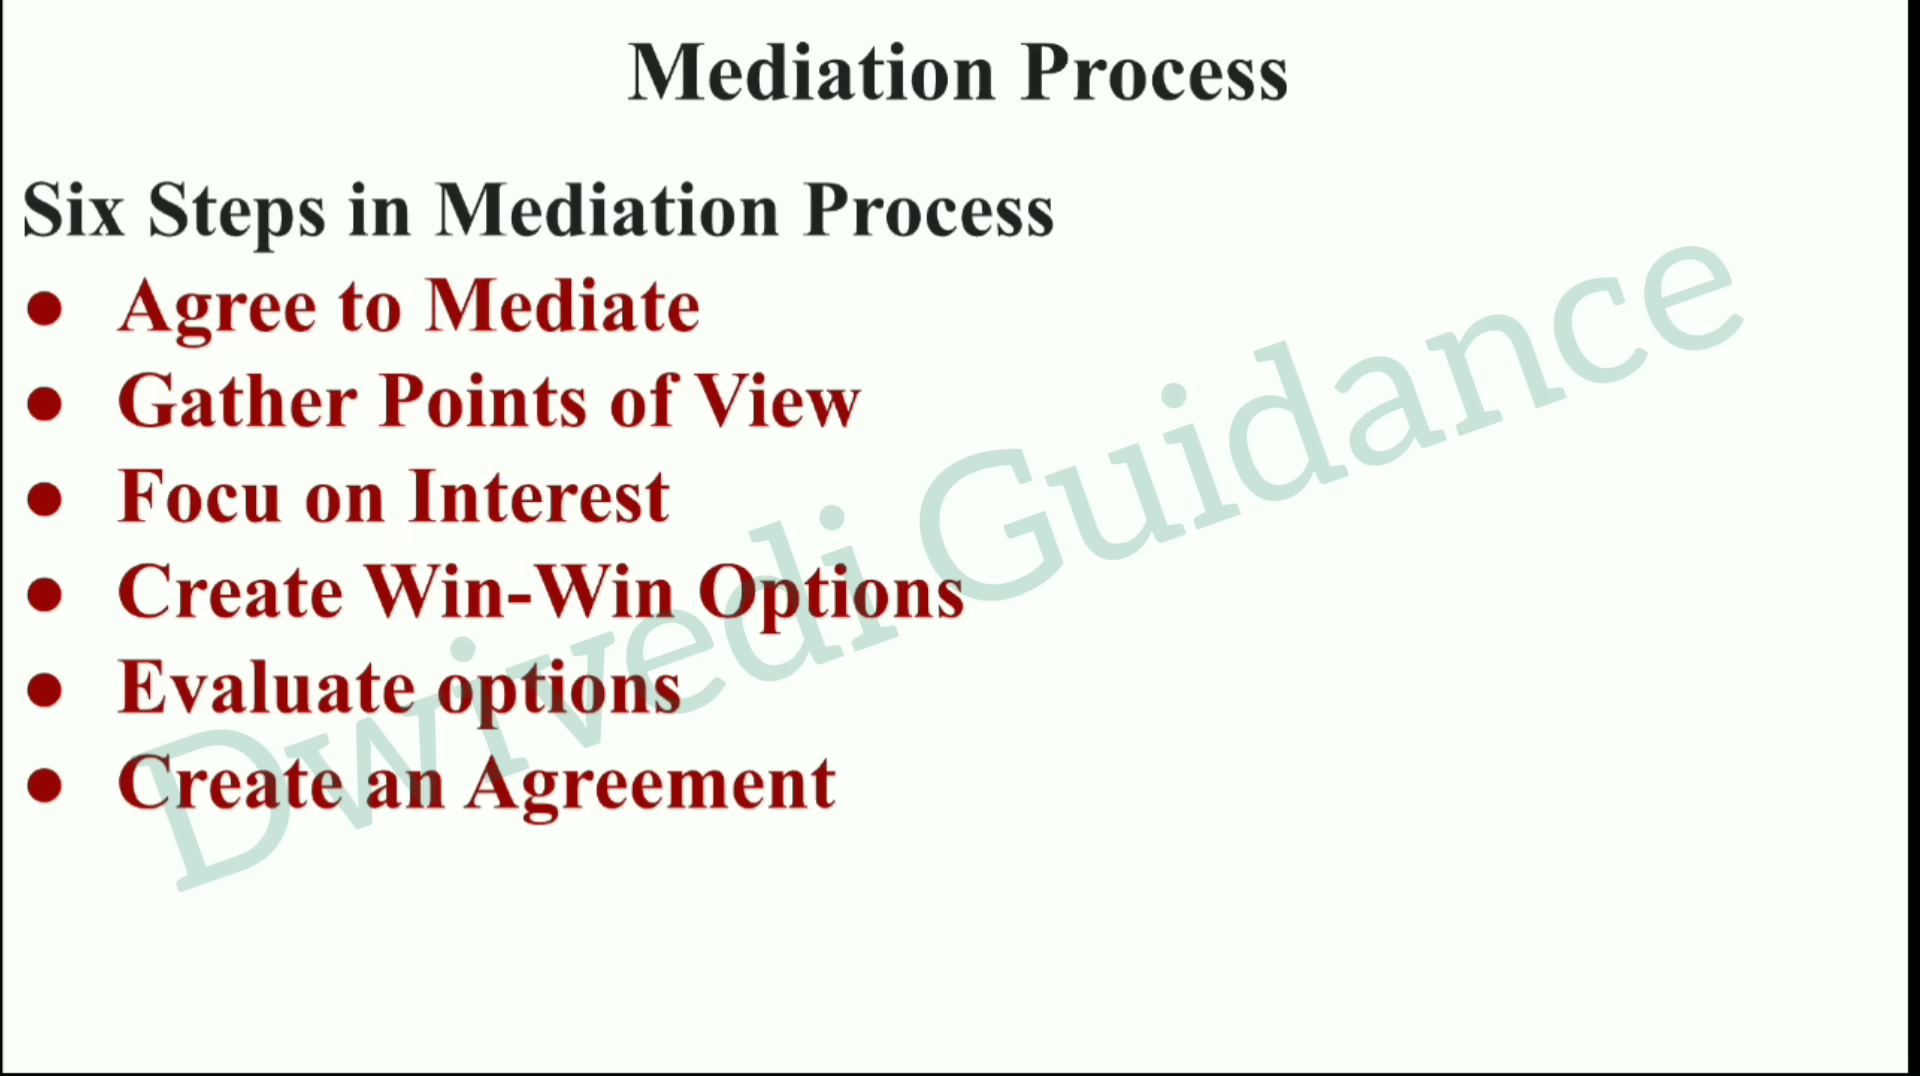 Mediation Process
Six Steps in Mediation Process
● Agree to Mediate
● Gather Points of View
● Focu on Interest
● Create Win-Win Options
● Evaluate options
● Create an Agreement
Dwivedi Guidance